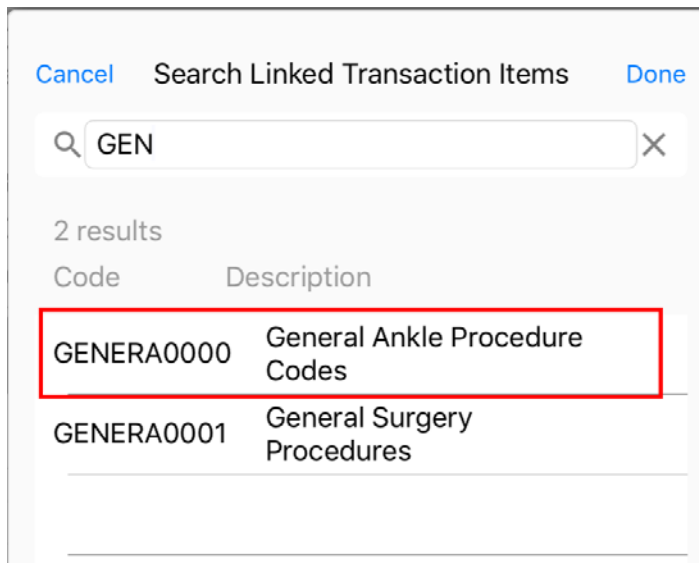 Cancel Search Linked Transaction Items Done
GEN
2 results
Code Description
GENERA0000 General Ankle Procedure
Codes
GENERA0001 General Surgery
Procedures